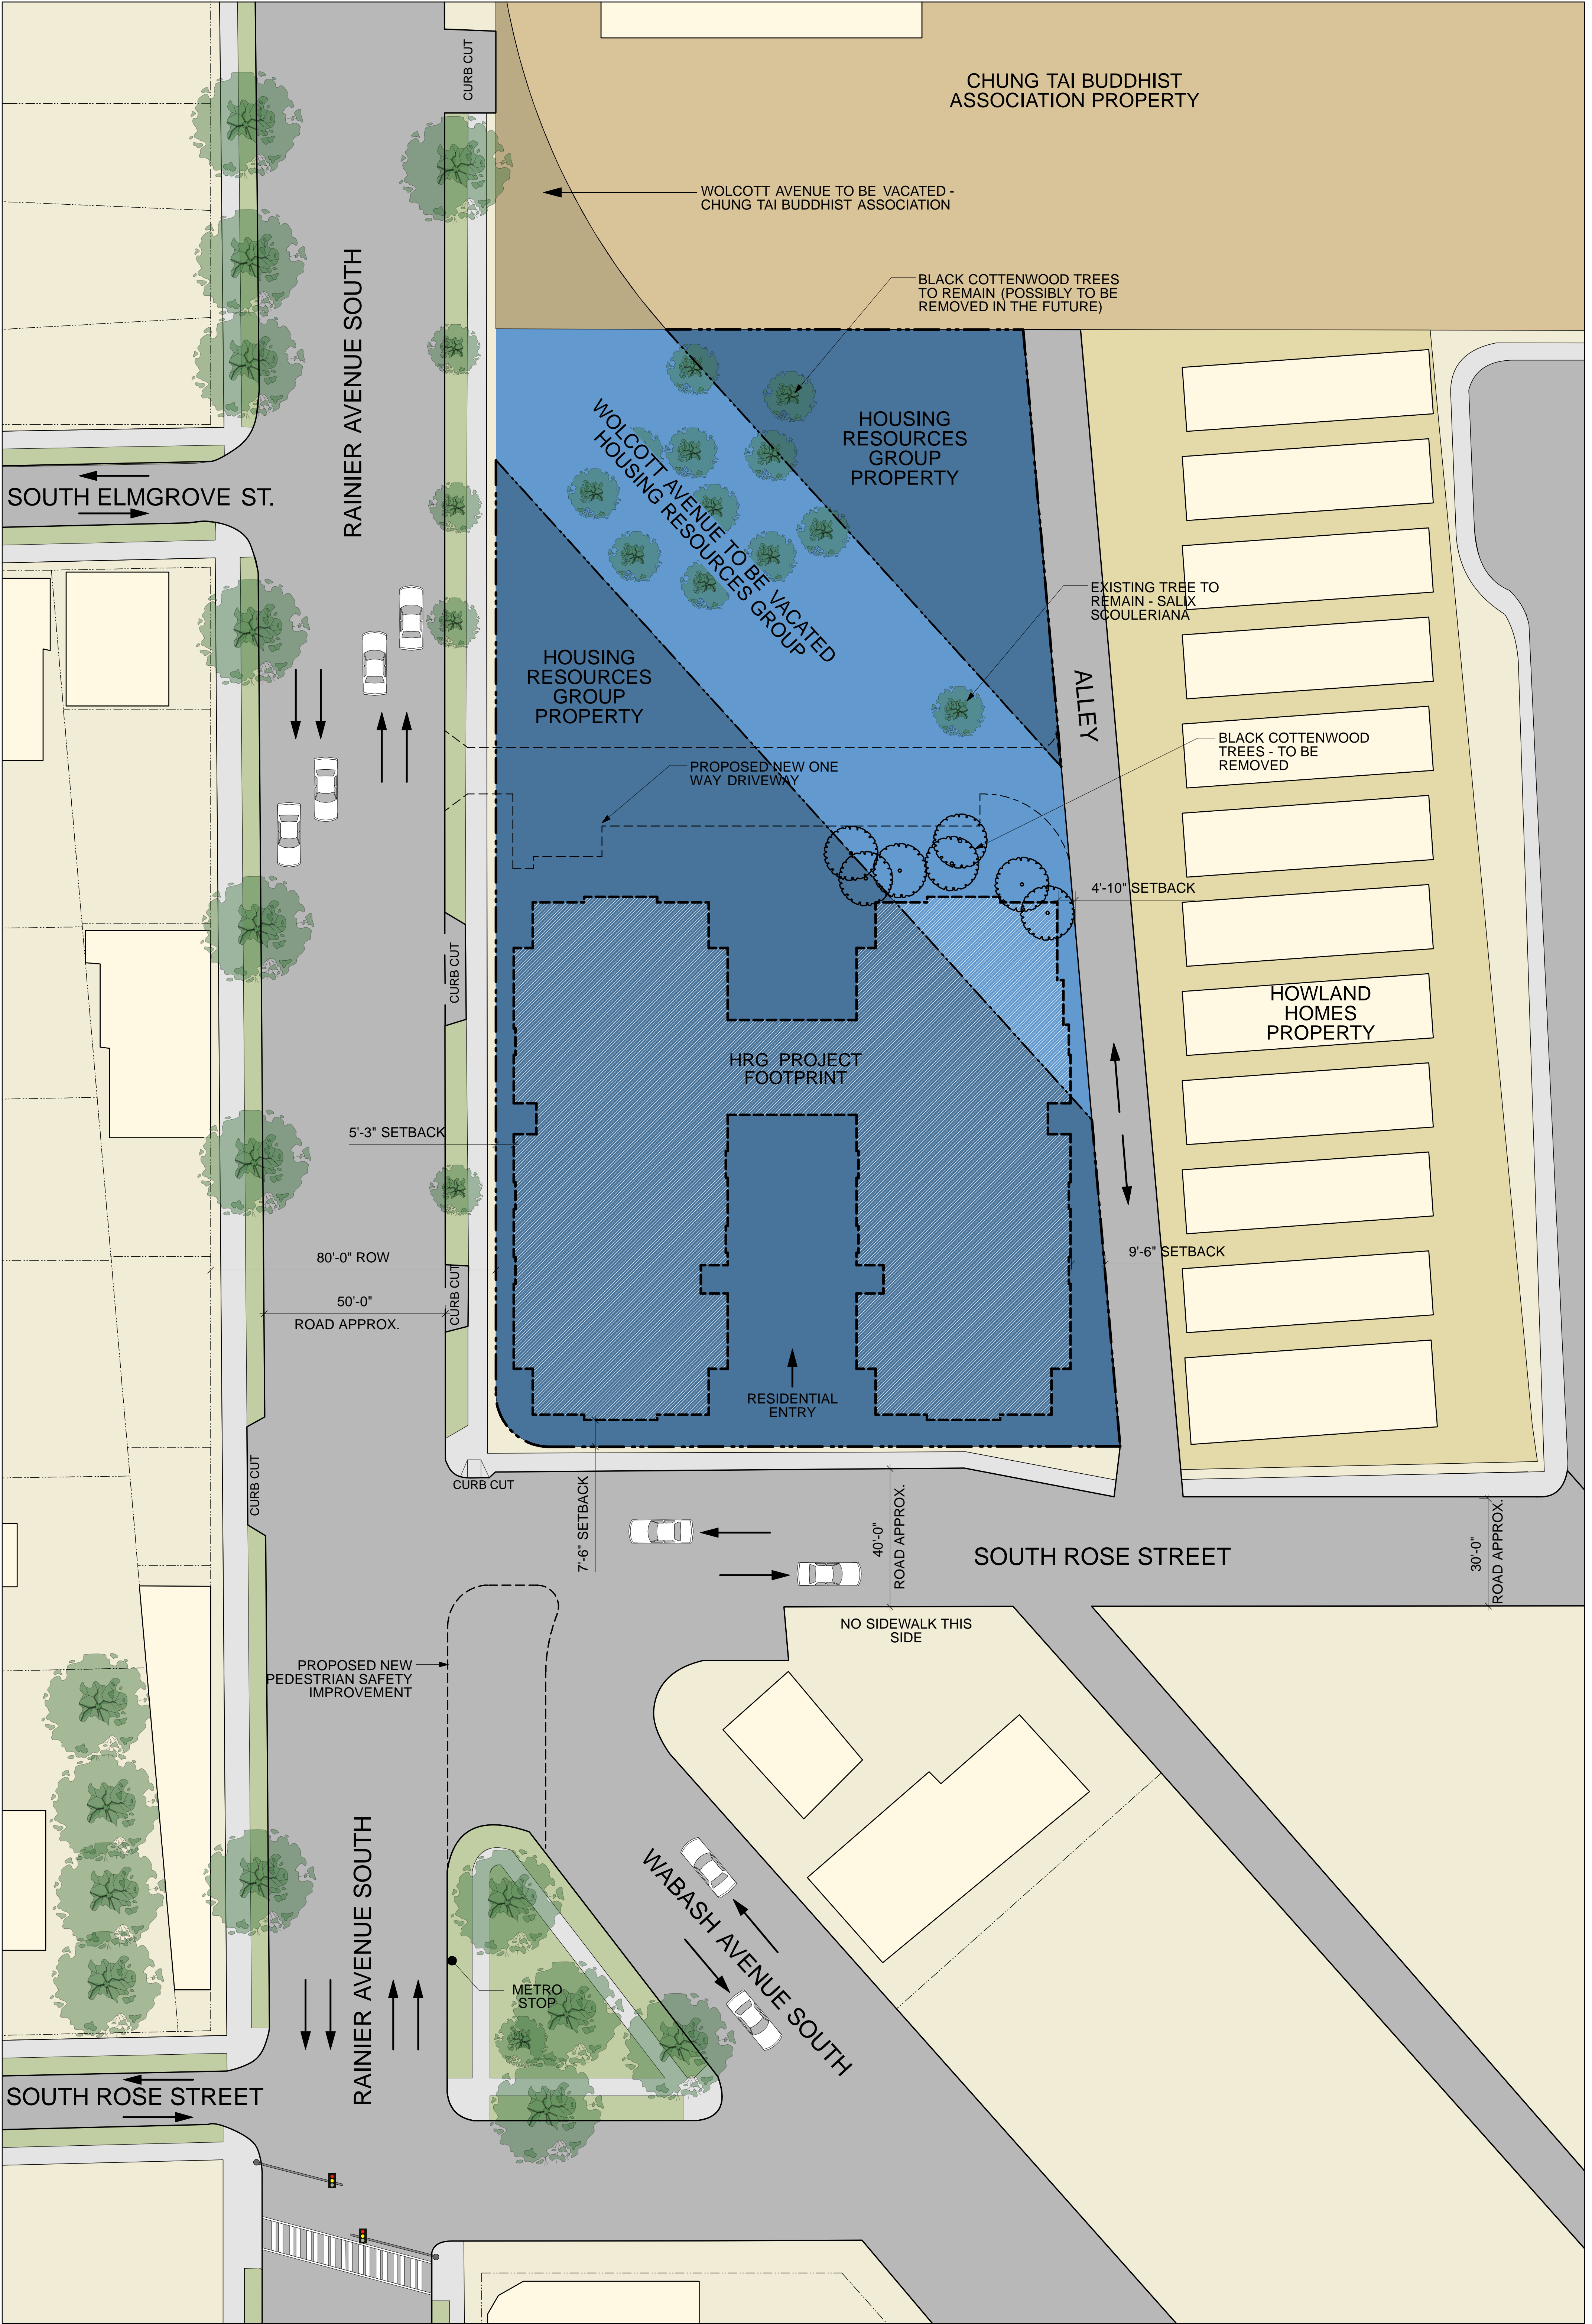 CURB CUT
CHUNG TAI BUDDHIST
ASSOCIATION PROPERTY
WOLCOTT AVENUE TO BE VACATED -
CHUNG TAI BUDDHIST ASSOCIATION
RAINIER AVENUE SOUTH
BLACK COTTENWOOD TREES
TO REMAIN (POSSIBLY TO BE
REMOVED IN THE FUTURE)
HOUSING
RESOURCES
GROUP
PROPERTY
WOLCOTT AVENUE TO BE VACATED
HOUSING RESOURCES GROUP
SOUTH ELMGROVE ST.
EXISTING TREE TO
REMAIN - SALIX
SCOULERIANA
HOUSING
RESOURCES
GROUP
PROPERTY
ALLEY
BLACK COTTENWOOD
TREES - TO BE
REMOVED
PROPOSED NEW ONE
WAY DRIVEWAY
4'-10" SETBACK
CURB CUT
HOWLAND
HOMES
PROPERTY
HRG PROJECT
FOOTPRINT
5'-3" SETBACK
80'-0" ROW
9'-6" SETBACK
CURB CUT
50'-0"
ROAD APPROX.
RESIDENTIAL
ENTRY
CURB CUT
CURB CUT
7'-6" SETBACK
40'-0"
ROAD APPROX.
SOUTH ROSE STREET
30'-0"
ROAD APPROX.
NO SIDEWALK THIS
SIDE
PROPOSED NEW
PEDESTRIAN SAFETY
IMPROVEMENT
RAINIER AVENUE SOUTH
WABASH AVENUE SOUTH
METRO
STOP
SOUTH ROSE STREET